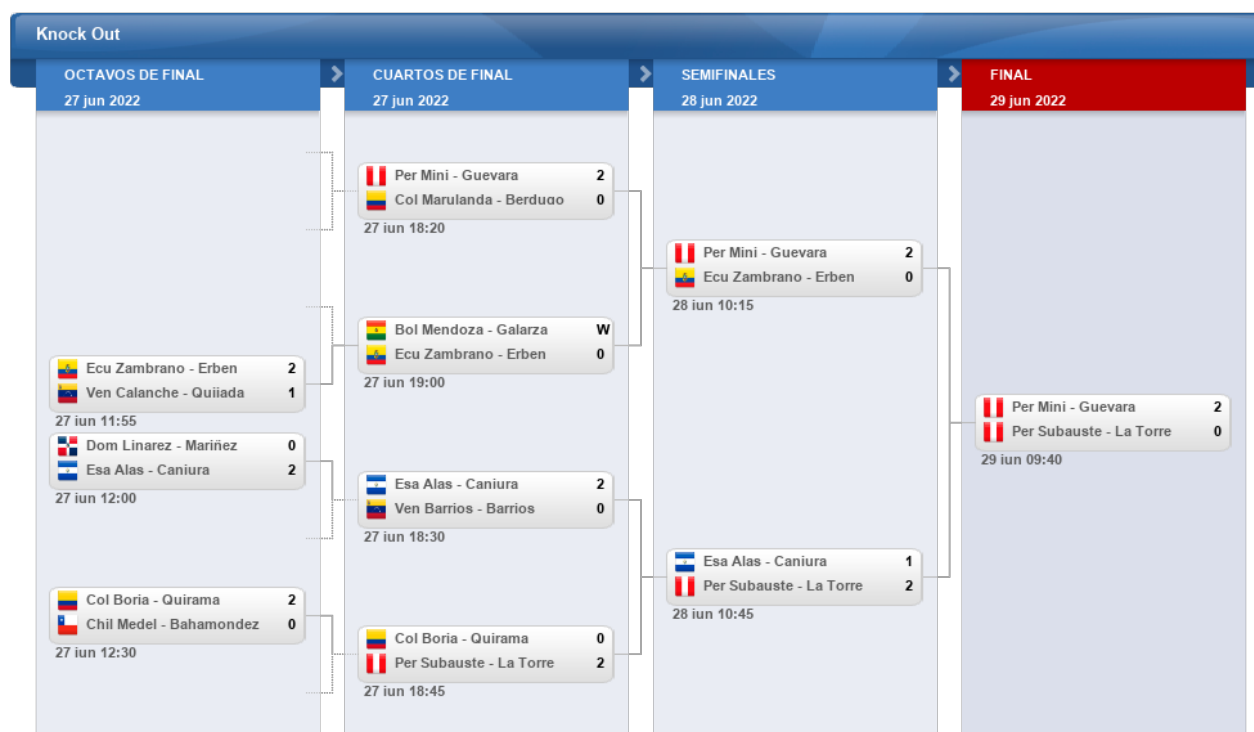 Knock Out
OCTAVOS DE FINAL
27 jun 2022
Ecu Zambrano - Erben 2
Ven Calanche - Quijada 1
27 jun 11:55
Dom Linarez - Mariñez 0
Esa Alas - Canjura 2
27 jun 12:00
Col Borja - Quirama 2
Chil Medel - Bahamondez 0
27 jun 12:30
CUARTOS DE FINAL
27 jun 2022
Per Mini - Guevara 2
Col Marulanda - Berdugo 0
27 jun 18:20
Bol Mendoza - Galarza W
Ecu Zambrano - Erben 0
27 jun 19:00
Esa Alas - Canjura 2
Ven Barrios - Barrios 0
27 jun 18:30
Col Borja - Quirama 0
Per Subauste - La Torre 2
27 jun 18:45
SEMIFINALES
28 jun 2022
Per Mini - Guevara 2
Ecu Zambrano - Erben 0
28 jun 10:15
Esa Alas - Canjura 1
Per Subauste - La Torre 2
28 jun 10:45
FINAL
29 jun 2022
Per Mini - Guevara 2
Per Subauste - La Torre 0
29 jun 09:40